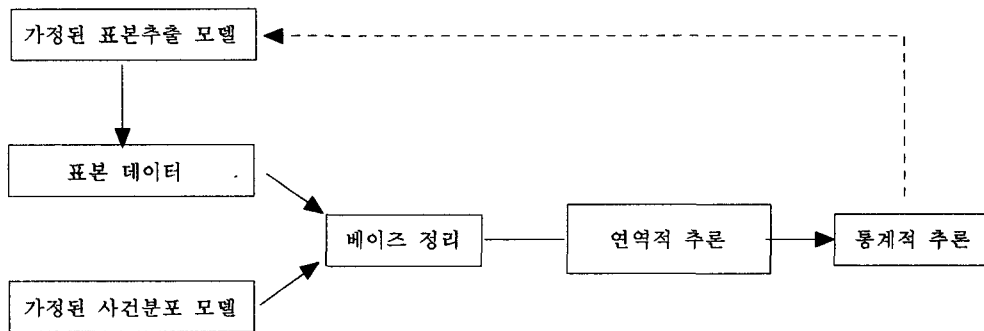 가정된 표본추출 모델
표본 데이터
베이즈 정리
연역적 추론
통계적 추론
가정된 사건분포 모델